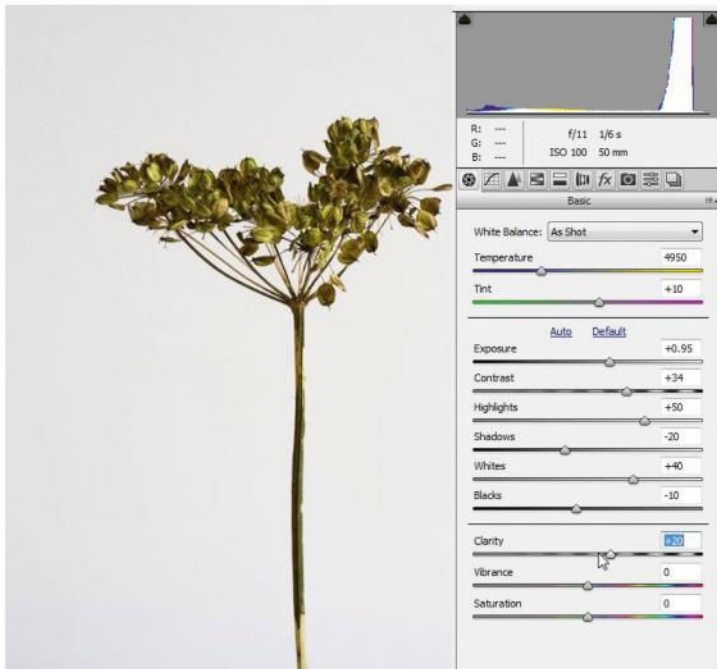 R: ---
G: ---
B: ---
f/11 1/6 s
ISO 100 50 mm
fx
Basic
White Balance: As Shot
Temperature 4950
Tint +10
Auto Default
Exposure +0.95
Contrast +34
Highlights +50
Shadows -20
Whites +40
Blacks -10
Clarity +20
Vibrance 0
Saturation 0